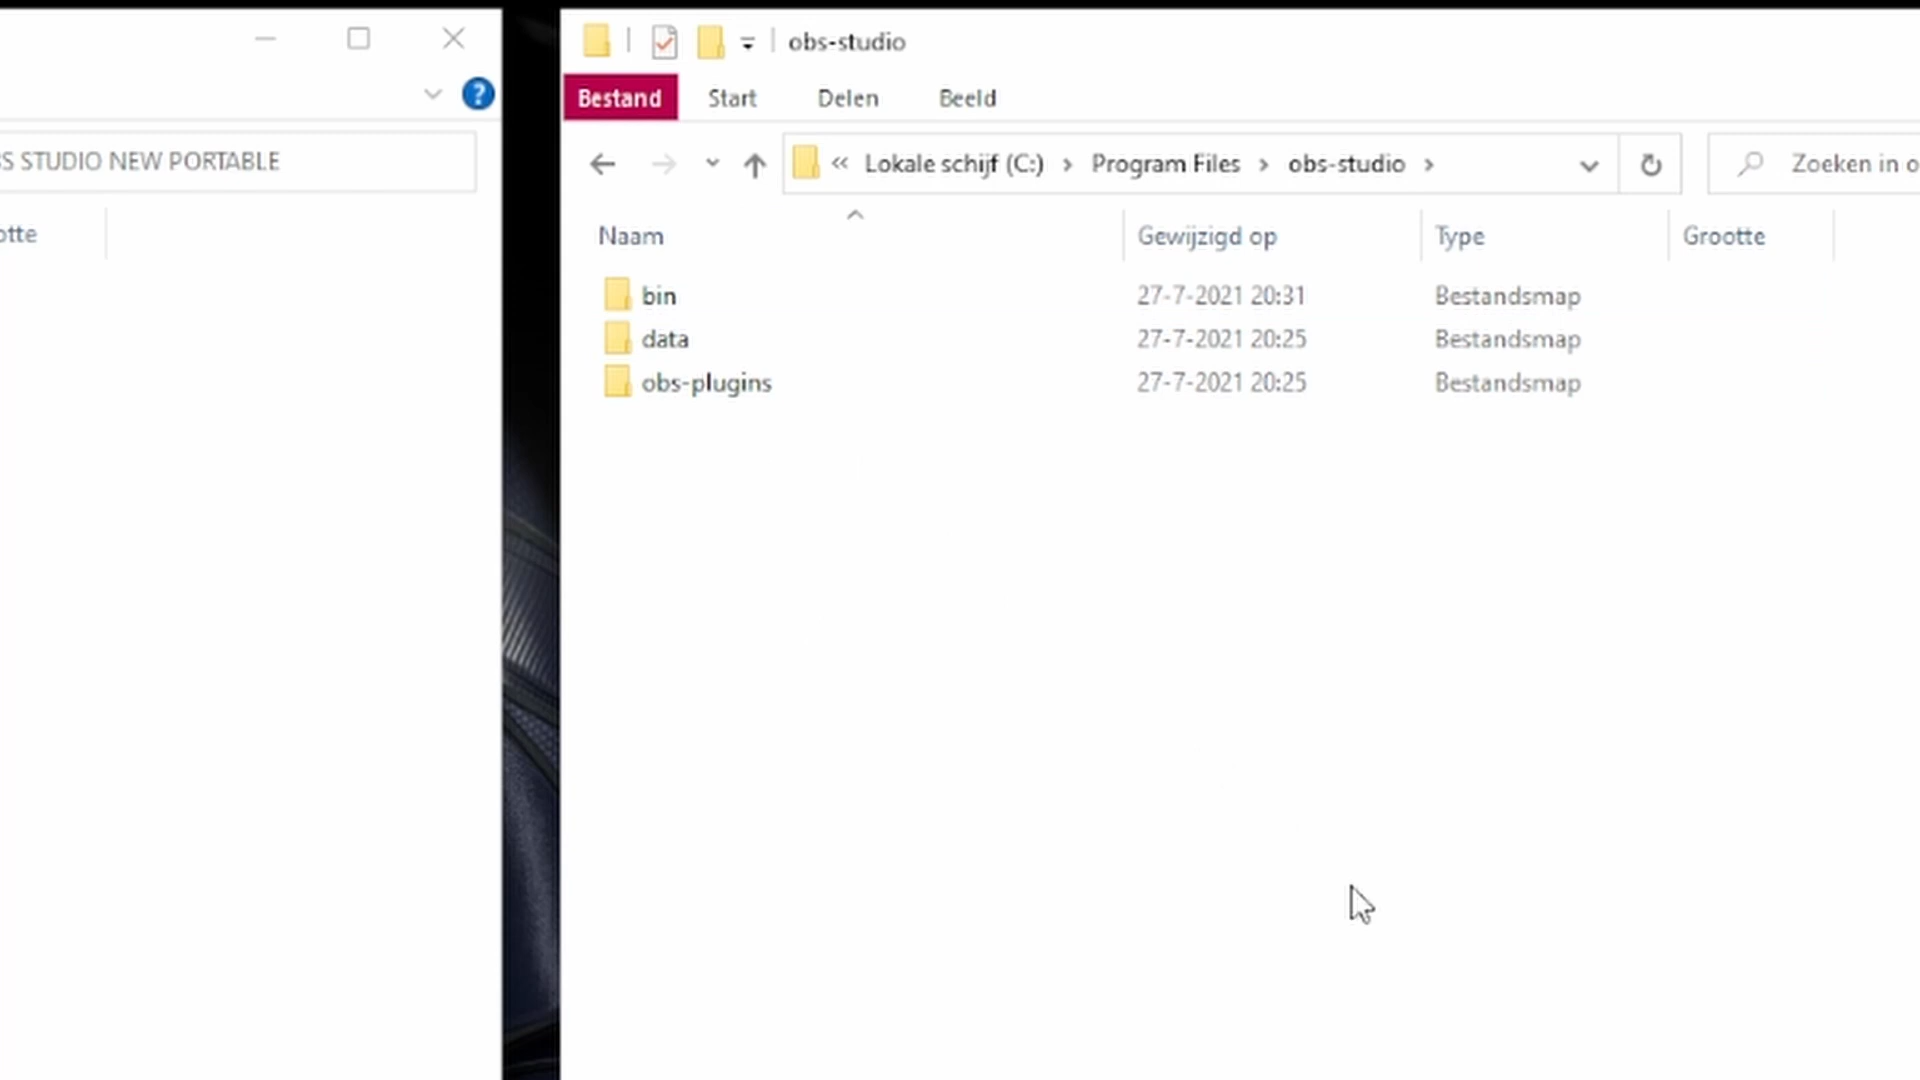 S STUDIO NEW PORTABLE
otte
obs-studio
Bestand Start Delen Beeld
« Lokale schijf (C:) › Program Files › obs-studio › Zoeken in o
Naam Gewijzigd op Type Grootte
bin 27-7-2021 20:31 Bestandsmap
data 27-7-2021 20:25 Bestandsmap
obs-plugins 27-7-2021 20:25 Bestandsmap